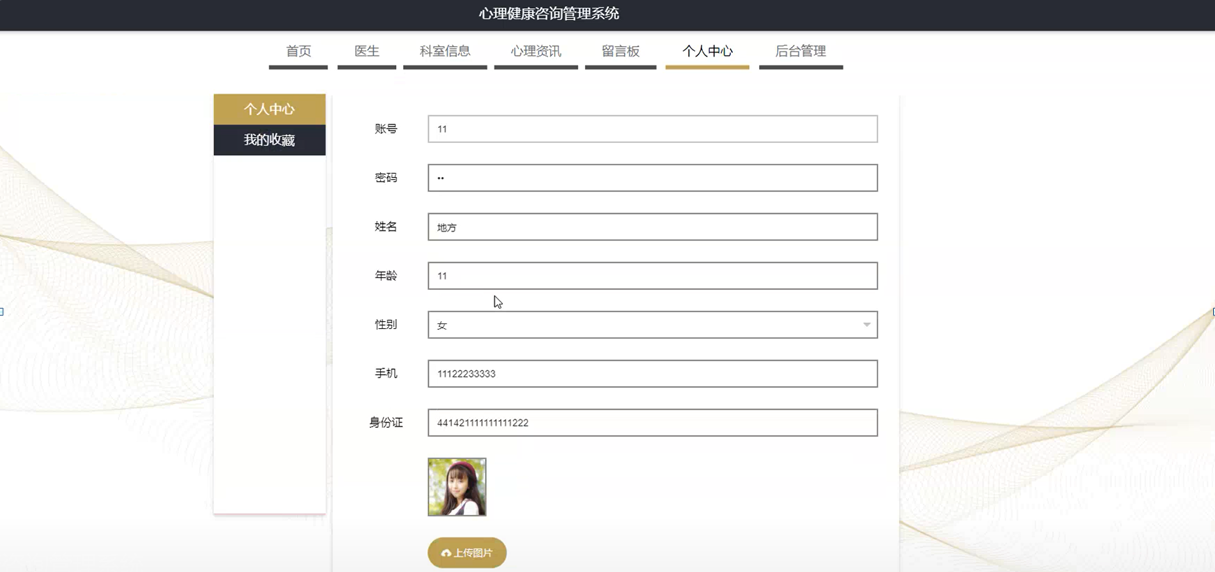 心理健康咨询管理系统
首页 医生 科室信息 心理资讯 留言板 个人中心 后台管理
个人中心
我的收藏
账号 11
密码 ••
姓名 地方
年龄 11
性别 女
手机 11122233333
身份证 441421111111111222
上传图片